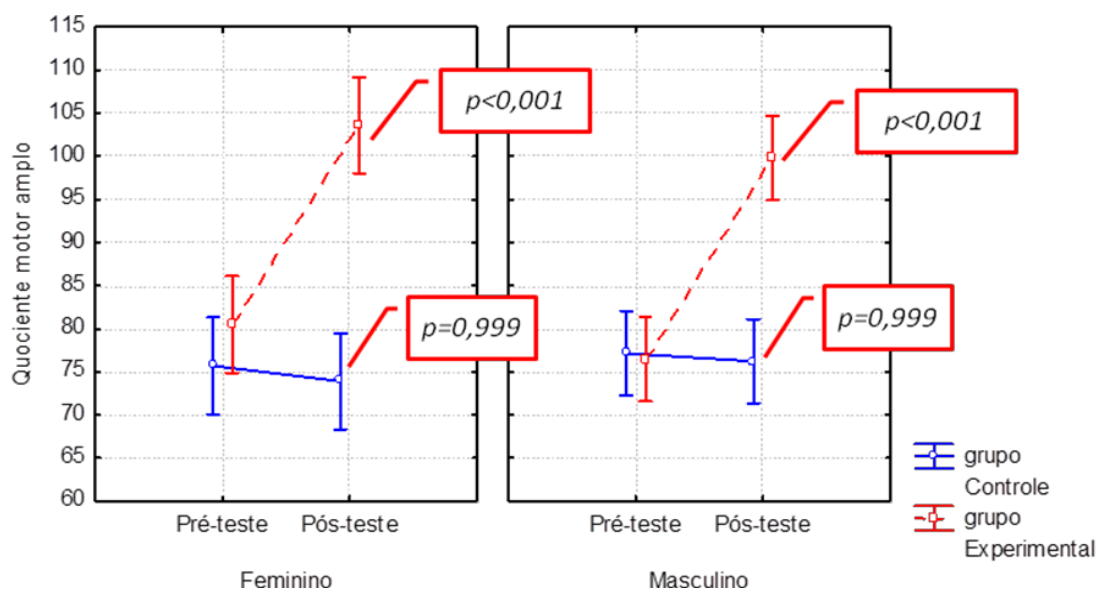 Quociente motor amplo
115
110
105
100
95
90
85
80
75
70
65
60
p<0,001
p=0,999
p<0,001
p=0,999
Pré-teste Pós-teste
Feminino
Pré-teste Pós-teste
Masculino
grupo
Controle
grupo
Experimental